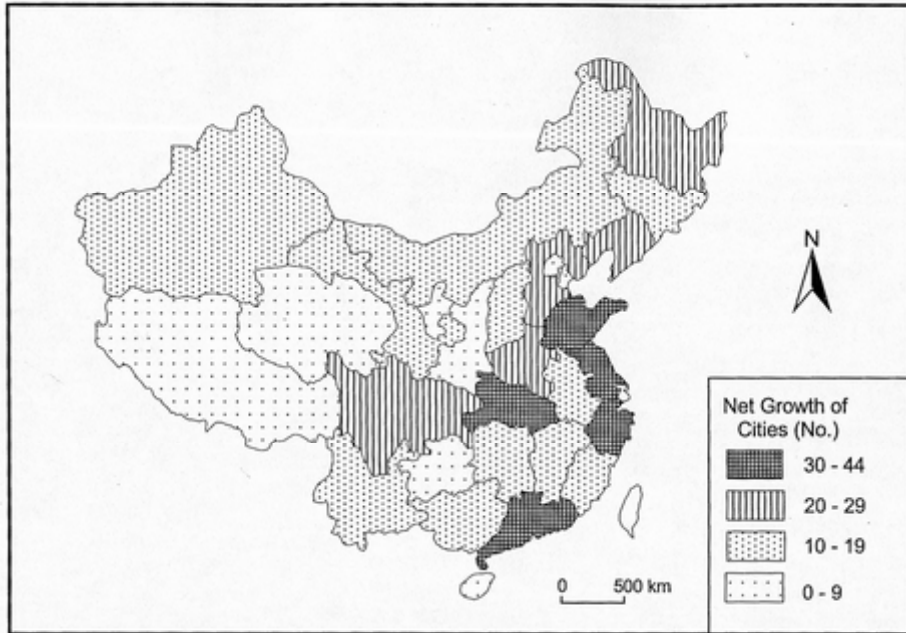 N
Net Growth of
Cities (No.)
30 - 44
20 - 29
10 - 19
0 - 9
0 500 km